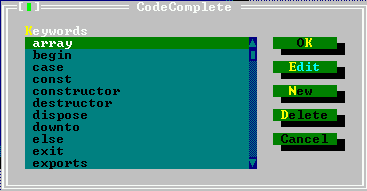 CodeComplete
Keywords
array
begin
case
const
constructor
destructor
dispose
downto
else
exit
exports
OK
Edit
New
Delete
Cancel